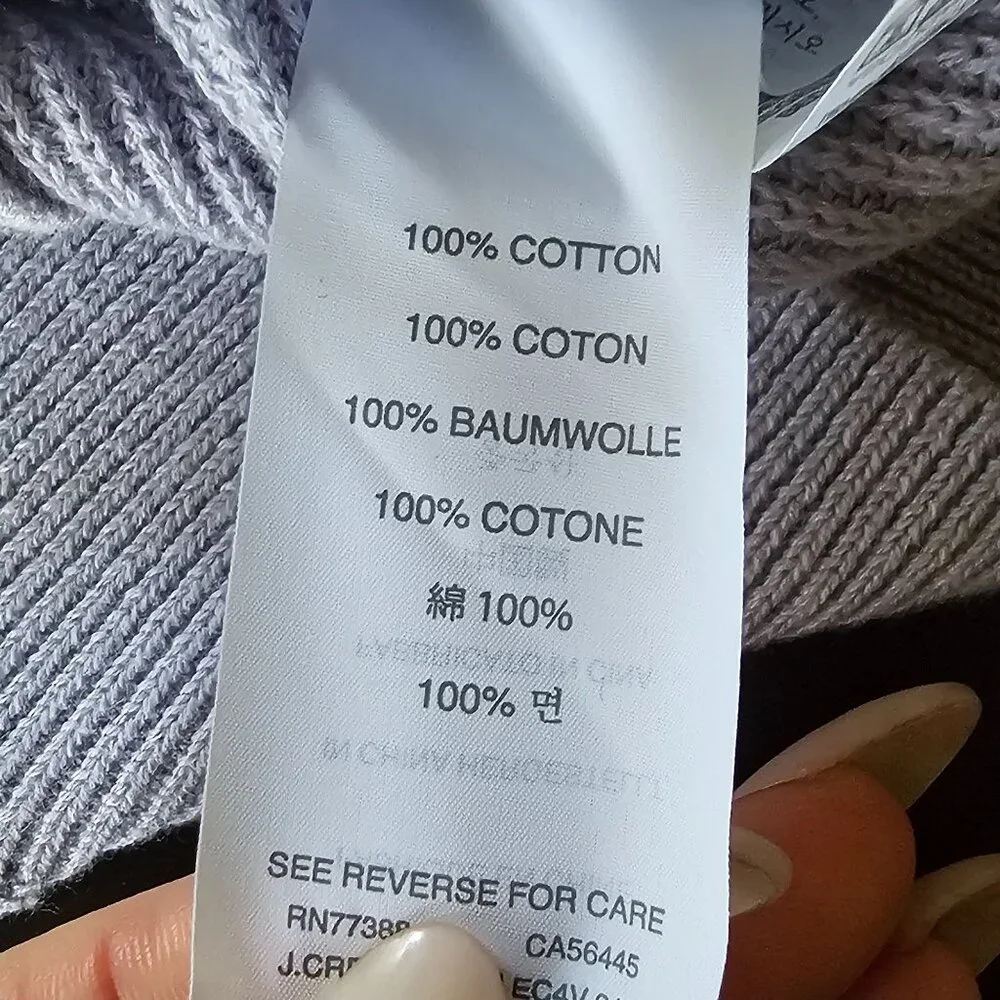 100% COTTON
100% COTON
100% BAUMWOLLE
100% COTONE
綿 100%
100% 면
SEE REVERSE FOR CARE
CA56445